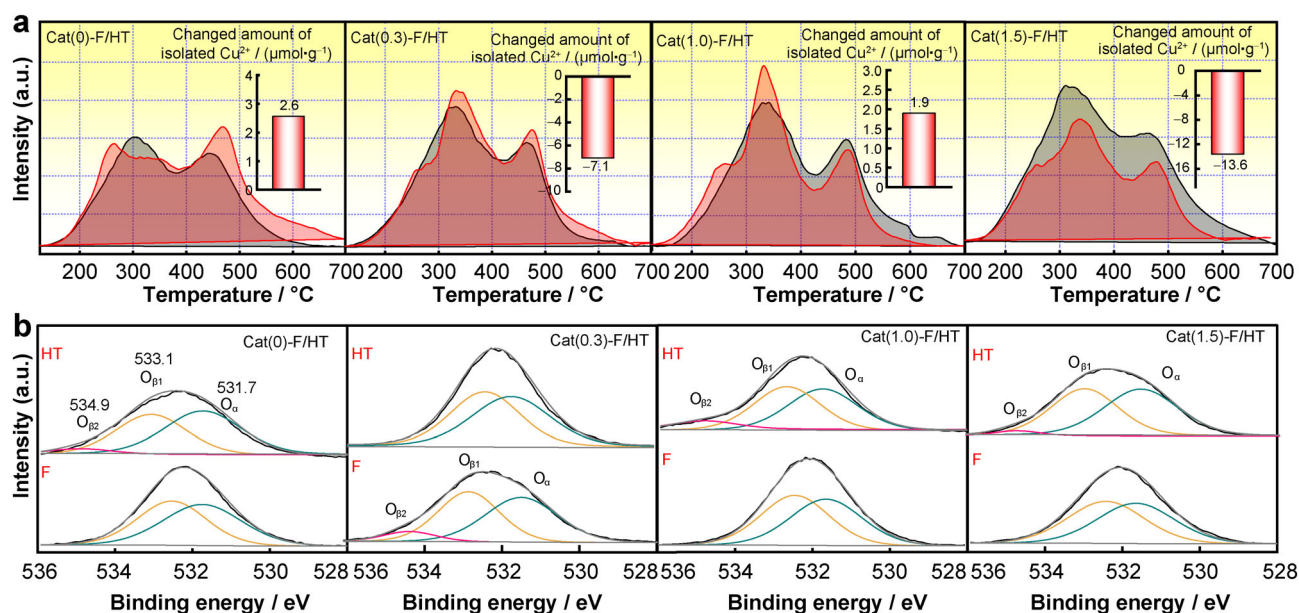 a
Intensity (a.u.)
Cat(0)-F/HT
Changed amount of
isolated Cu²⁺ / (μmol•g⁻¹)
4
3
2
1
0
2.6
Cat(0.3)-F/HT
Changed amount of
isolated Cu²⁺ / (μmol•g⁻¹)
0
−2
−4
−6
−8
−10
−7.1
Cat(1.0)-F/HT
Changed amount of
isolated Cu²⁺ / (μmol•g⁻¹)
3.0
2.5
2.0
1.5
1.0
0.5
0
1.9
Cat(1.5)-F/HT
Changed amount of
isolated Cu²⁺ / (μmol•g⁻¹)
0
−4
−8
−12
−16
−13.6
200 300 400 500 600 700
200 300 400 500 600 700
200 300 400 500 600 700
200 300 400 500 600 700
Temperature / °C
Temperature / °C
Temperature / °C
Temperature / °C
b
Intensity (a.u.)
HT
Cat(0)-F/HT
533.1
Oβ1
531.7
Oα
534.9
Oβ2
F
HT
Cat(0.3)-F/HT
F
Oβ1
Oα
Oβ2
HT
Cat(1.0)-F/HT
Oβ1
Oα
Oβ2
F
HT
Cat(1.5)-F/HT
Oβ1
Oα
Oβ2
F
536 534 532 530 528
536 534 532 530 528
536 534 532 530 528
536 534 532 530 528
Binding energy / eV
Binding energy / eV
Binding energy / eV
Binding energy / eV